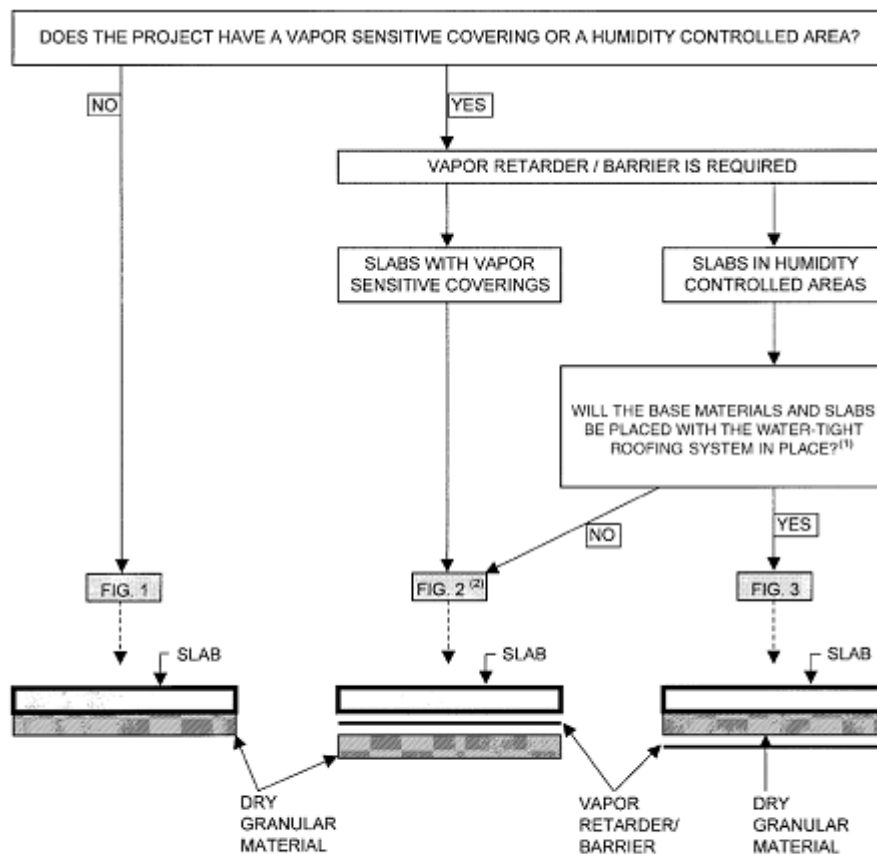 DOES THE PROJECT HAVE A VAPOR SENSITIVE COVERING OR A HUMIDITY CONTROLLED AREA?
NO
YES
VAPOR RETARDER / BARRIER IS REQUIRED
SLABS WITH VAPOR
SENSITIVE COVERINGS
SLABS IN HUMIDITY
CONTROLLED AREAS
WILL THE BASE MATERIALS AND SLABS
BE PLACED WITH THE WATER-TIGHT
ROOFING SYSTEM IN PLACE?(1)
NO
YES
FIG. 1
FIG. 2 (2)
FIG. 3
SLAB
SLAB
SLAB
DRY
GRANULAR
MATERIAL
VAPOR
RETARDER/
BARRIER
DRY
GRANULAR
MATERIAL